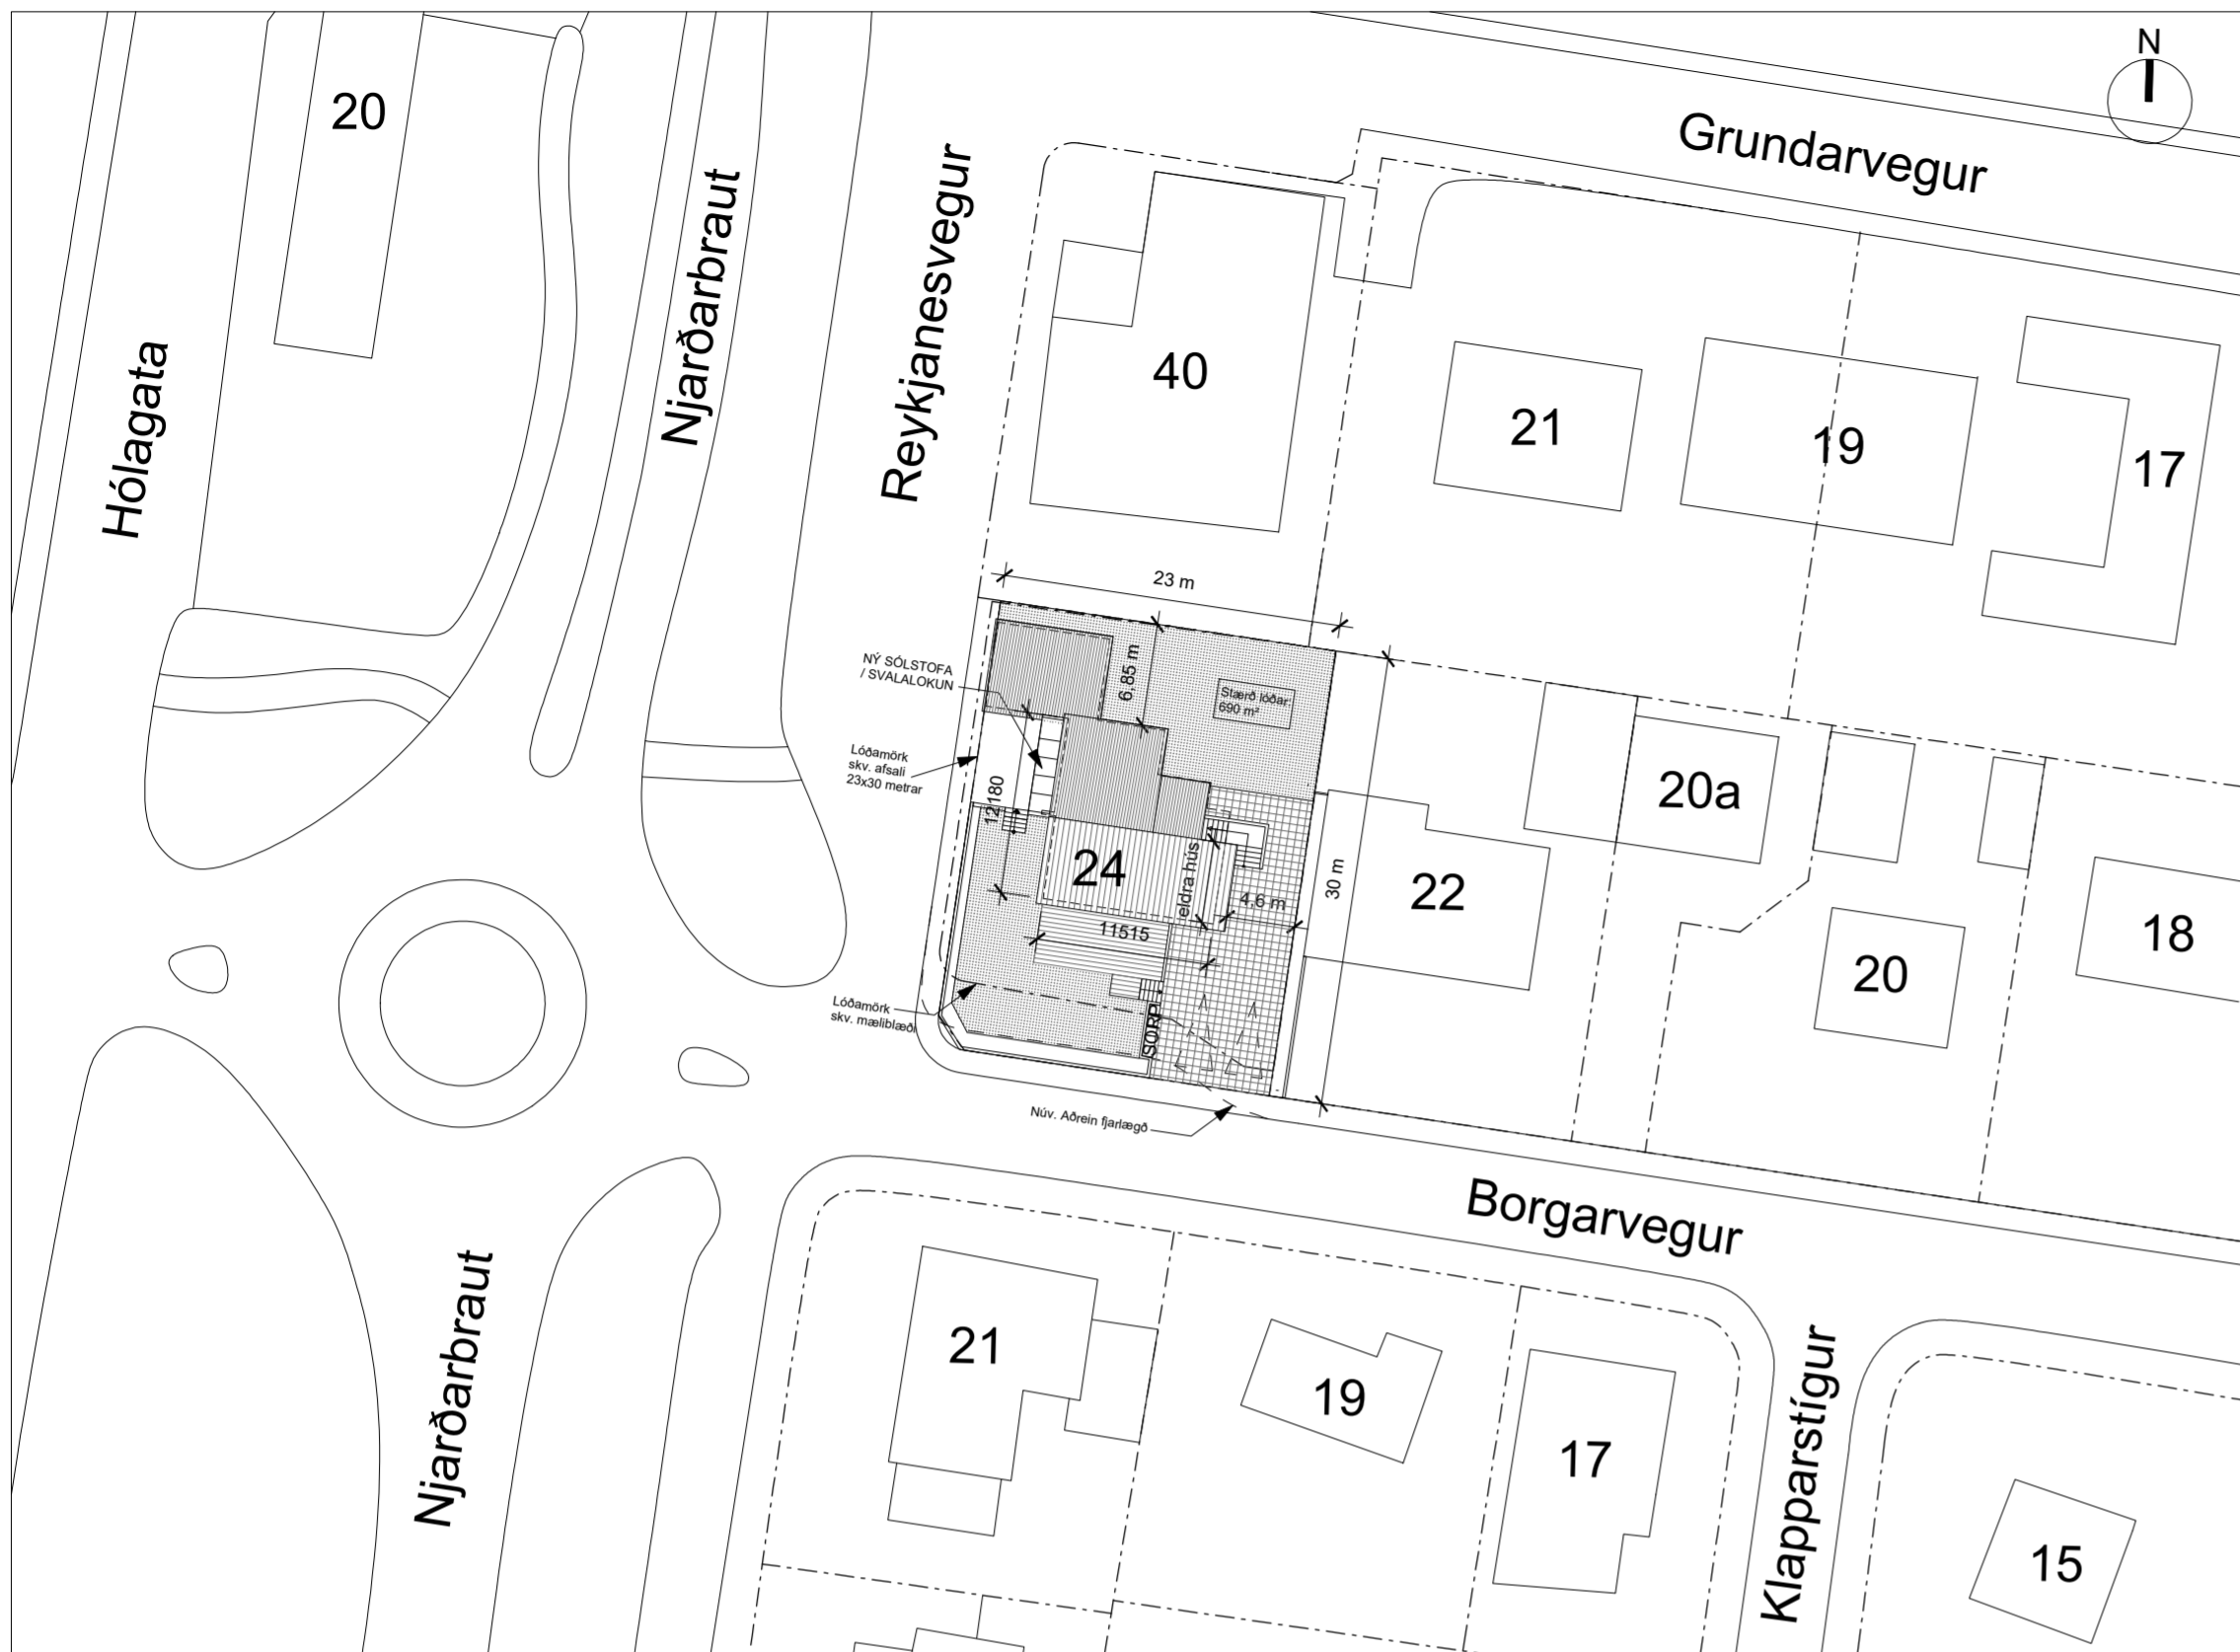 N
20
Grundarvegur
Njarðarbraut
Reykjanesvegur
Hólagata
40
21
19
17
23 m
NÝ SÓLSTOFA
/ SVALALOKUN
6,85 m
Stærð lóðar:
690 m²
Lóðamörk
skv. afsali
23x30 metrar
12180
20a
24
eldra hús
4,6 m
30 m
22
11515
18
20
Lóðamörk
skv. mæliblæði
SORP
Núv. Aðrein fjarlægð
Borgarvegur
Njarðarbraut
21
19
17
Klapparstígur
15